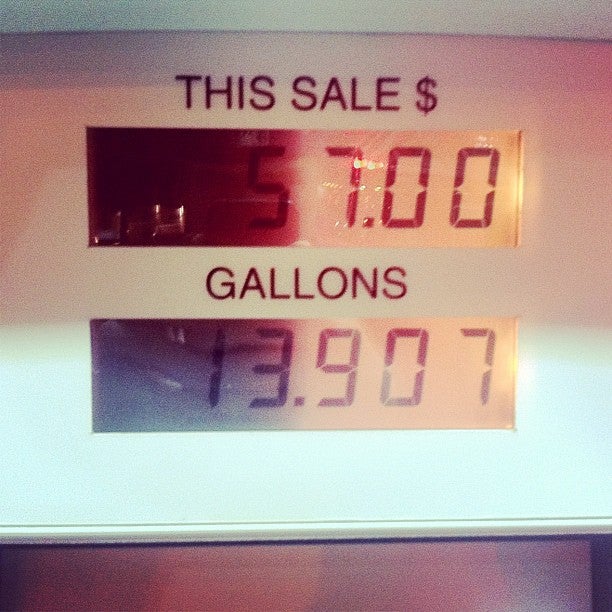 THIS SALE $
57.00
GALLONS
13.907